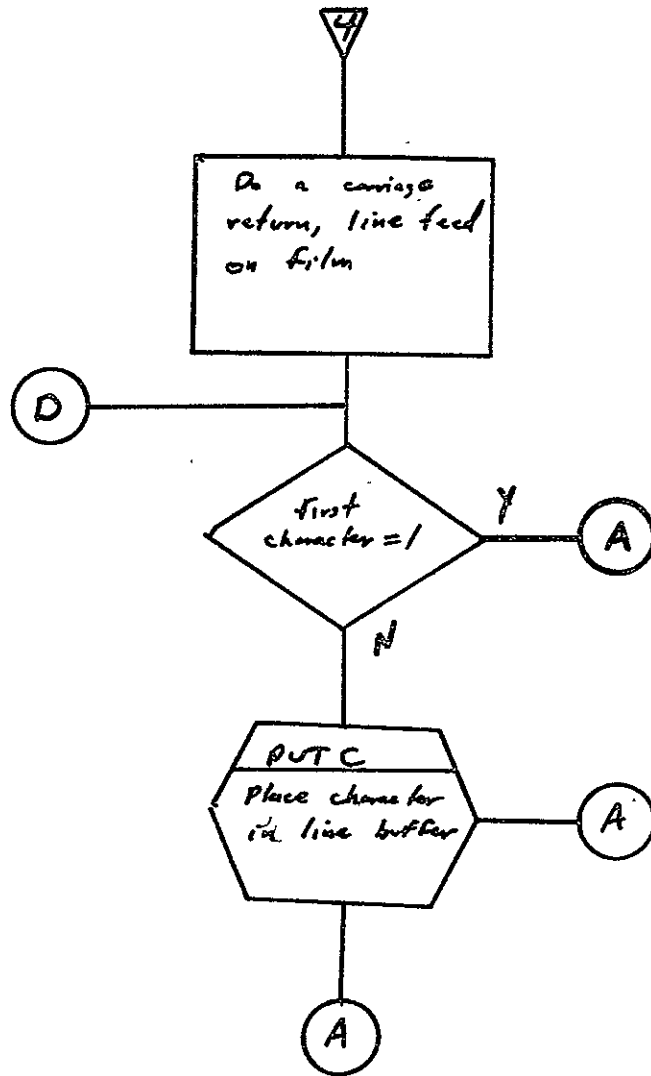 4
Do a carriage
return, line feed
on film
D
first
character = 1
Y
A
N
PUTC
Place character
in line buffer
A
A